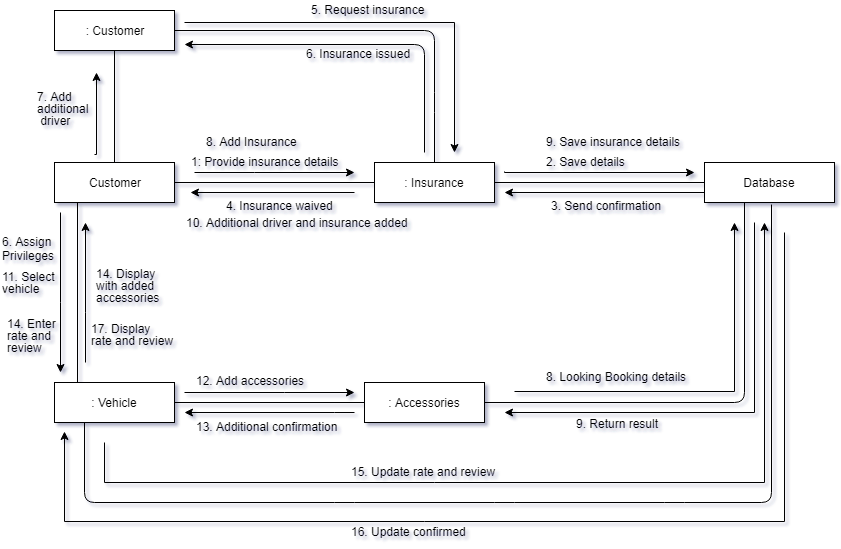 5. Request insurance
: Customer
6. Insurance issued
7. Add
additional
driver
8. Add Insurance
1: Provide insurance details
9. Save insurance details
2. Save details
Customer
: Insurance
Database
4. Insurance waived
10. Additional driver and insurance added
3. Send confirmation
6. Assign
Privileges
11. Select
vehicle
14. Enter
rate and
review
14. Display
with added
accessories
17. Display
rate and review
12. Add accessories
8. Looking Booking details
: Vehicle
: Accessories
13. Additional confirmation
9. Return result
15. Update rate and review
16. Update confirmed